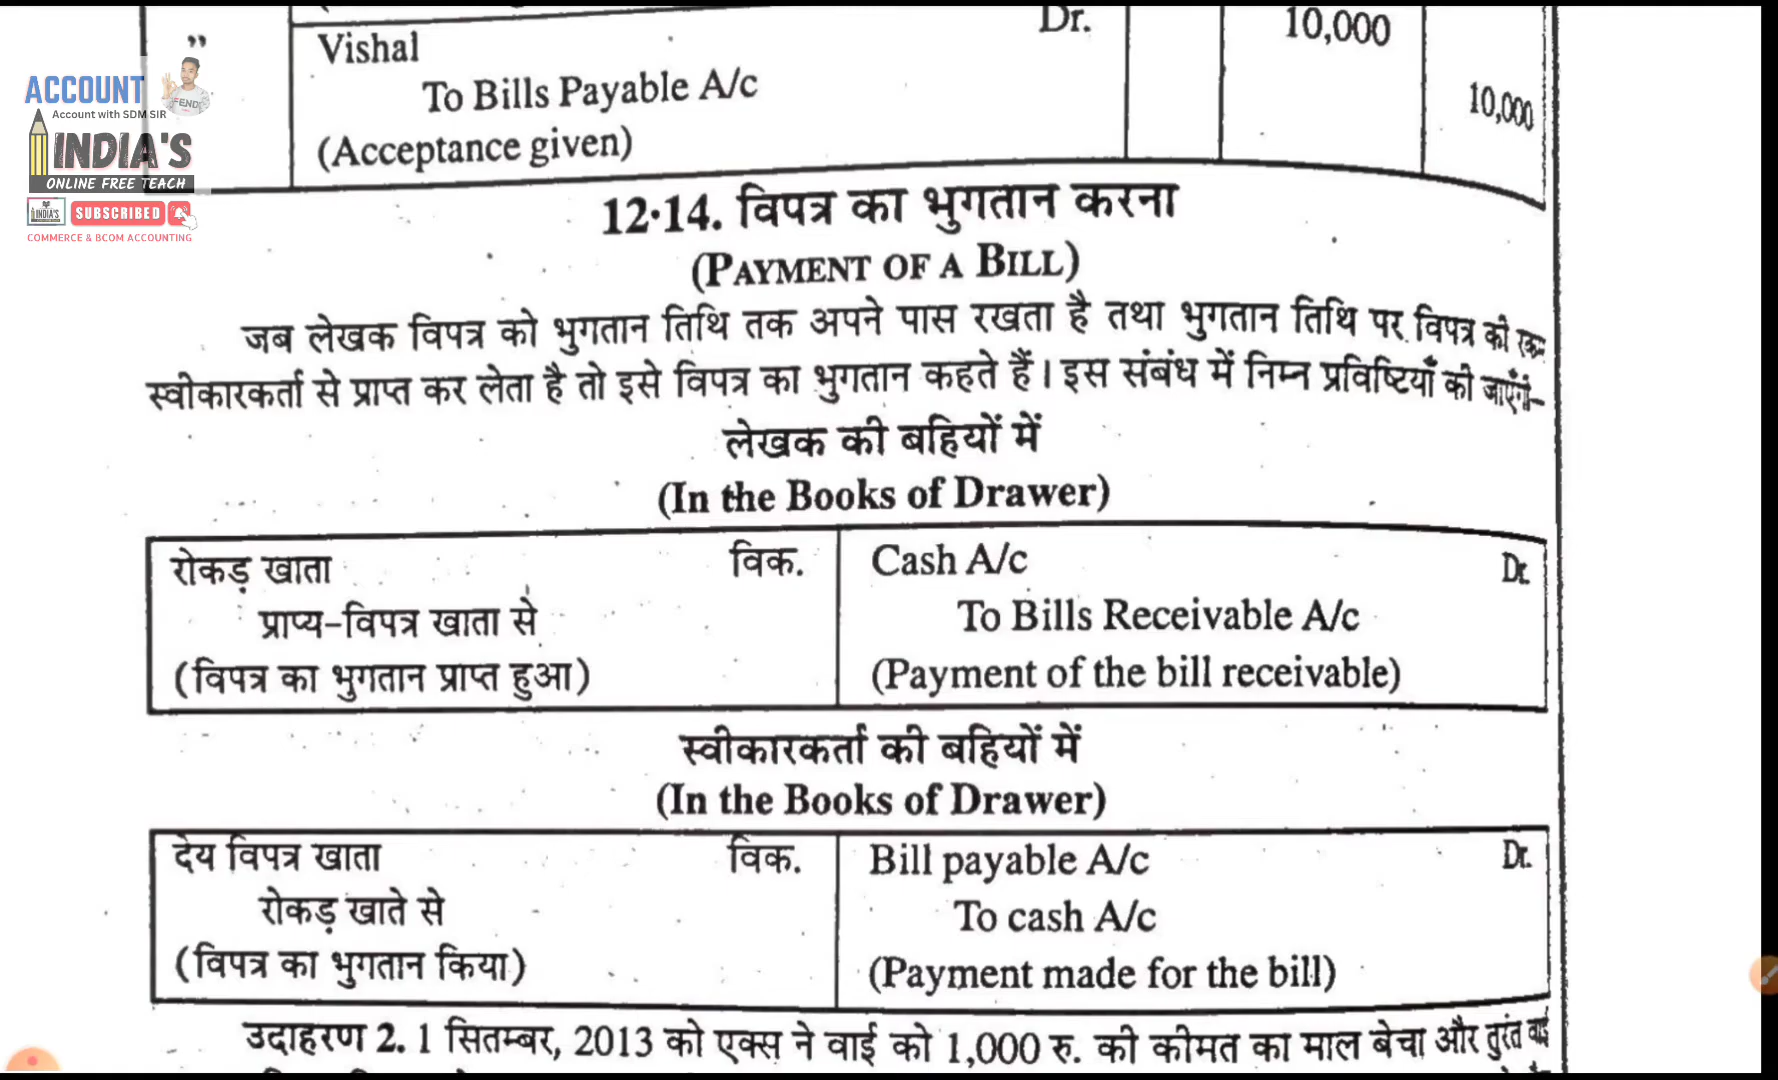 Dr.
10,000
”
Vishal
To Bills Payable A/c
10,000
(Acceptance given)
ACCOUNT
FEND
Account with SDM SIR
INDIA'S
ONLINE FREE TEACH
INDIA'S
SUBSCRIBED
COMMERCE & BCOM ACCOUNTING
12·14. विपत्र का भुगतान करना
(PAYMENT OF A BILL)
जब लेखक विपत्र को भुगतान तिथि तक अपने पास रखता है तथा भुगतान तिथि पर विपत्र की रकम
स्वीकारकर्ता से प्राप्त कर लेता है तो इसे विपत्र का भुगतान कहते हैं। इस संबंध में निम्न प्रविष्टियाँ की जाएँगी–
लेखक की बहियों में
(In the Books of Drawer)
रोकड़ खाता विक.
प्राप्य-विपत्र खाता से
(विपत्र का भुगतान प्राप्त हुआ)
Cash A/c Dr.
To Bills Receivable A/c
(Payment of the bill receivable)
स्वीकारकर्ता की बहियों में
(In the Books of Drawer)
देय विपत्र खाता विक.
रोकड़ खाते से
(विपत्र का भुगतान किया)
Bill payable A/c Dr.
To cash A/c
(Payment made for the bill)
उदाहरण 2. 1 सितम्बर, 2013 को एक्स ने वाई को 1,000 रु. की कीमत का माल बेचा और तुरंत वाई